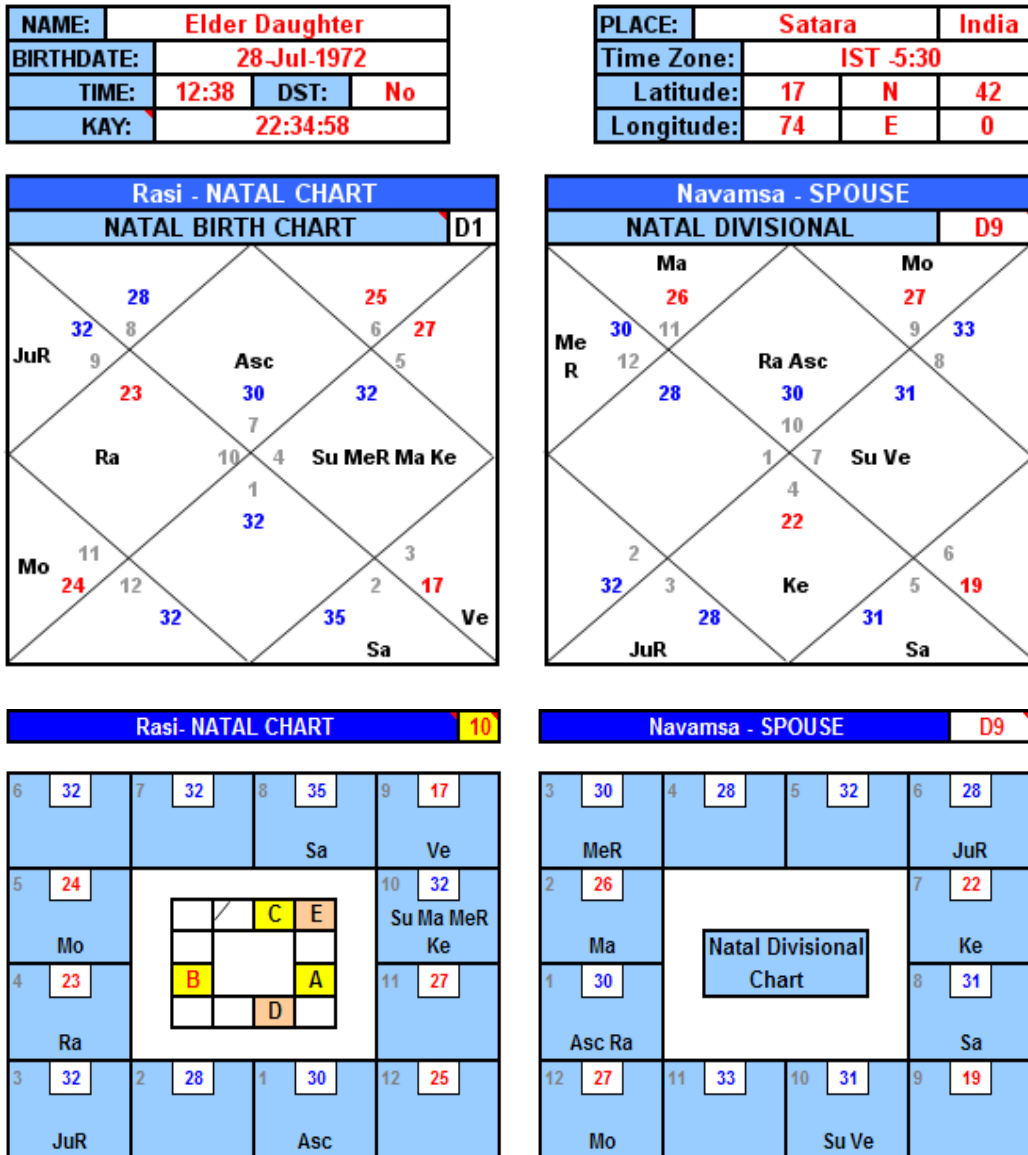 NAME: Elder Daughter
BIRTHDATE: 28-Jul-1972
TIME: 12:38 DST: No
KAY: 22:34:58
PLACE: Satara India
Time Zone: IST -5:30
Latitude: 17 N 42
Longitude: 74 E 0
Rasi - NATAL CHART
NATAL BIRTH CHART D1
28 25
32 8 6 27
JuR 9 Asc 5
23 30 32
7
Ra 10 4 Su MeR Ma Ke
1
32
11 3
Mo 24 12 2 17
32 35 Ve
Sa
Navamsa - SPOUSE
NATAL DIVISIONAL D9
Ma Mo
26 27
30 11 9 33
Me R 12 Ra Asc 8
28 30 31
10
1 7 Su Ve
4
22
2 6
32 3 Ke 5 19
28 31
JuR Sa
Rasi- NATAL CHART 10
6 32 7 32 8 35 9 17
Sa Ve
5 24 10 32
C E Su Ma MeR
Mo Ke
4 23 B A 11 27
D
Ra
3 32 2 28 1 30 12 25
JuR Asc
Navamsa - SPOUSE D9
3 30 4 28 5 32 6 28
MeR JuR
2 26 7 22
Ma Natal Divisional Ke
1 30 Chart 8 31
Asc Ra Sa
12 27 11 33 10 31 9 19
Mo Su Ve